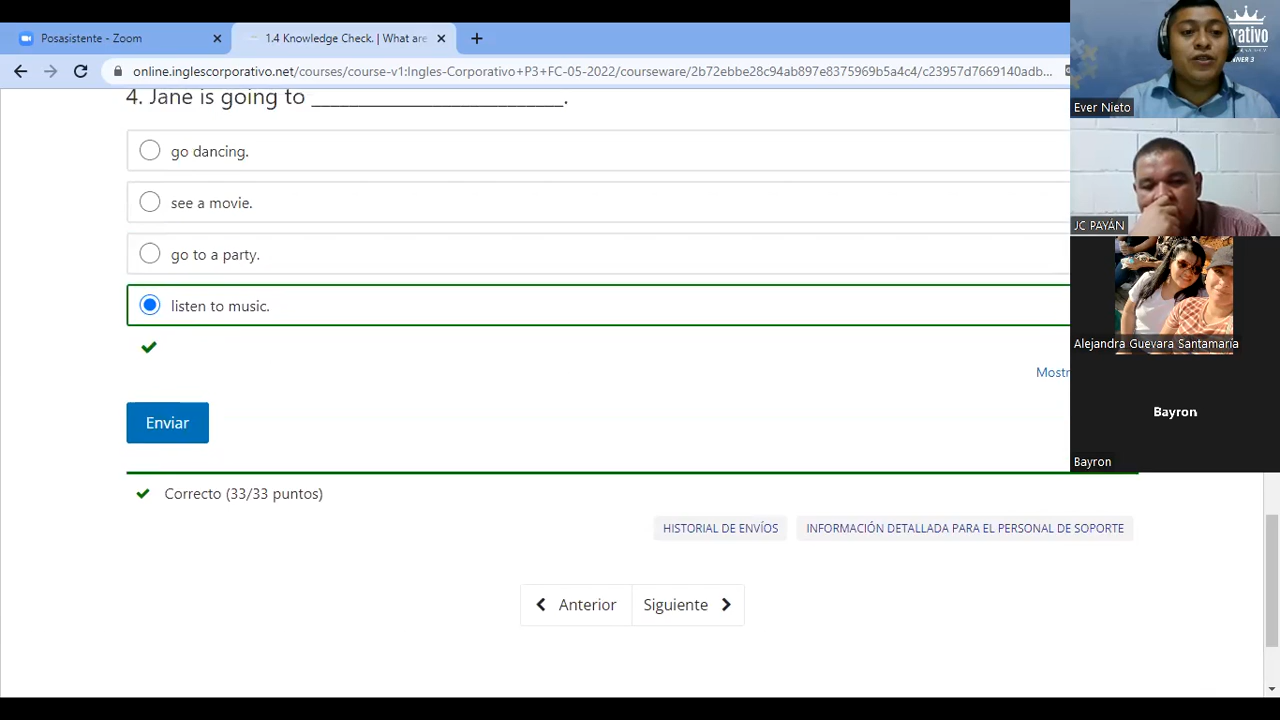 Posasistente - Zoom
1.4 Knowledge Check. | What are
online.inglescorporativo.net/courses/course-v1:Ingles-Corporativo+P3+FC-05-2022/courseware/2b72ebbe28c94ab897e8375969b5a4c4/c23957d7669140adb...
4. Jane is going to ______________________.
go dancing.
see a movie.
go to a party.
listen to music.
Mostr
Enviar
Correcto (33/33 puntos)
HISTORIAL DE ENVÍOS
INFORMACIÓN DETALLADA PARA EL PERSONAL DE SOPORTE
Anterior
Siguiente
Ever Nieto
JC PAYÁN
Alejandra Guevara Santamaría
Bayron
Bayron